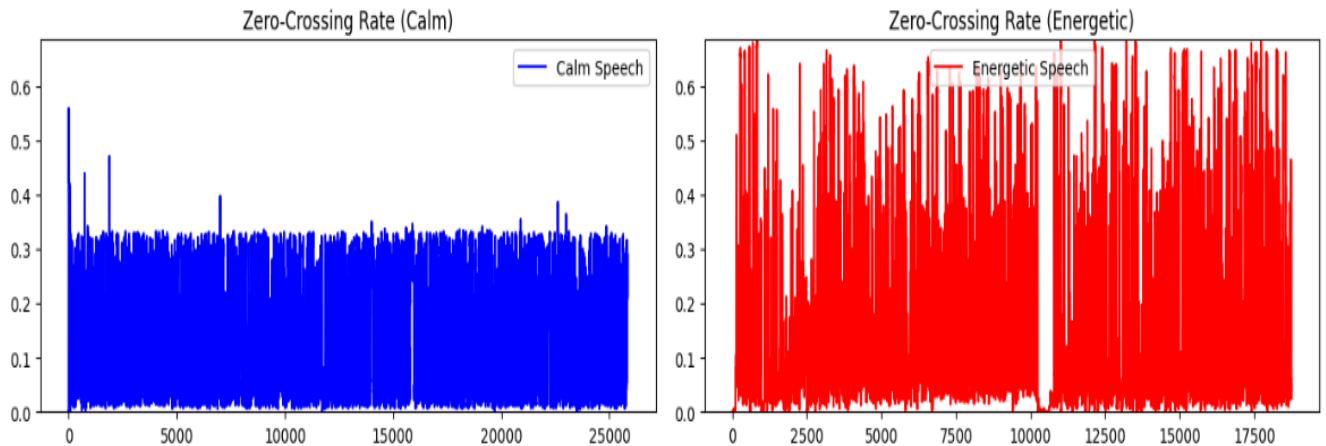 Zero-Crossing Rate (Calm)
0.6
0.5
0.4
0.3
0.2
0.1
0.0
Calm Speech
0 5000 10000 15000 20000 25000
Zero-Crossing Rate (Energetic)
0.6
0.5
0.4
0.3
0.2
0.1
0.0
Energetic Speech
0 2500 5000 7500 10000 12500 15000 17500